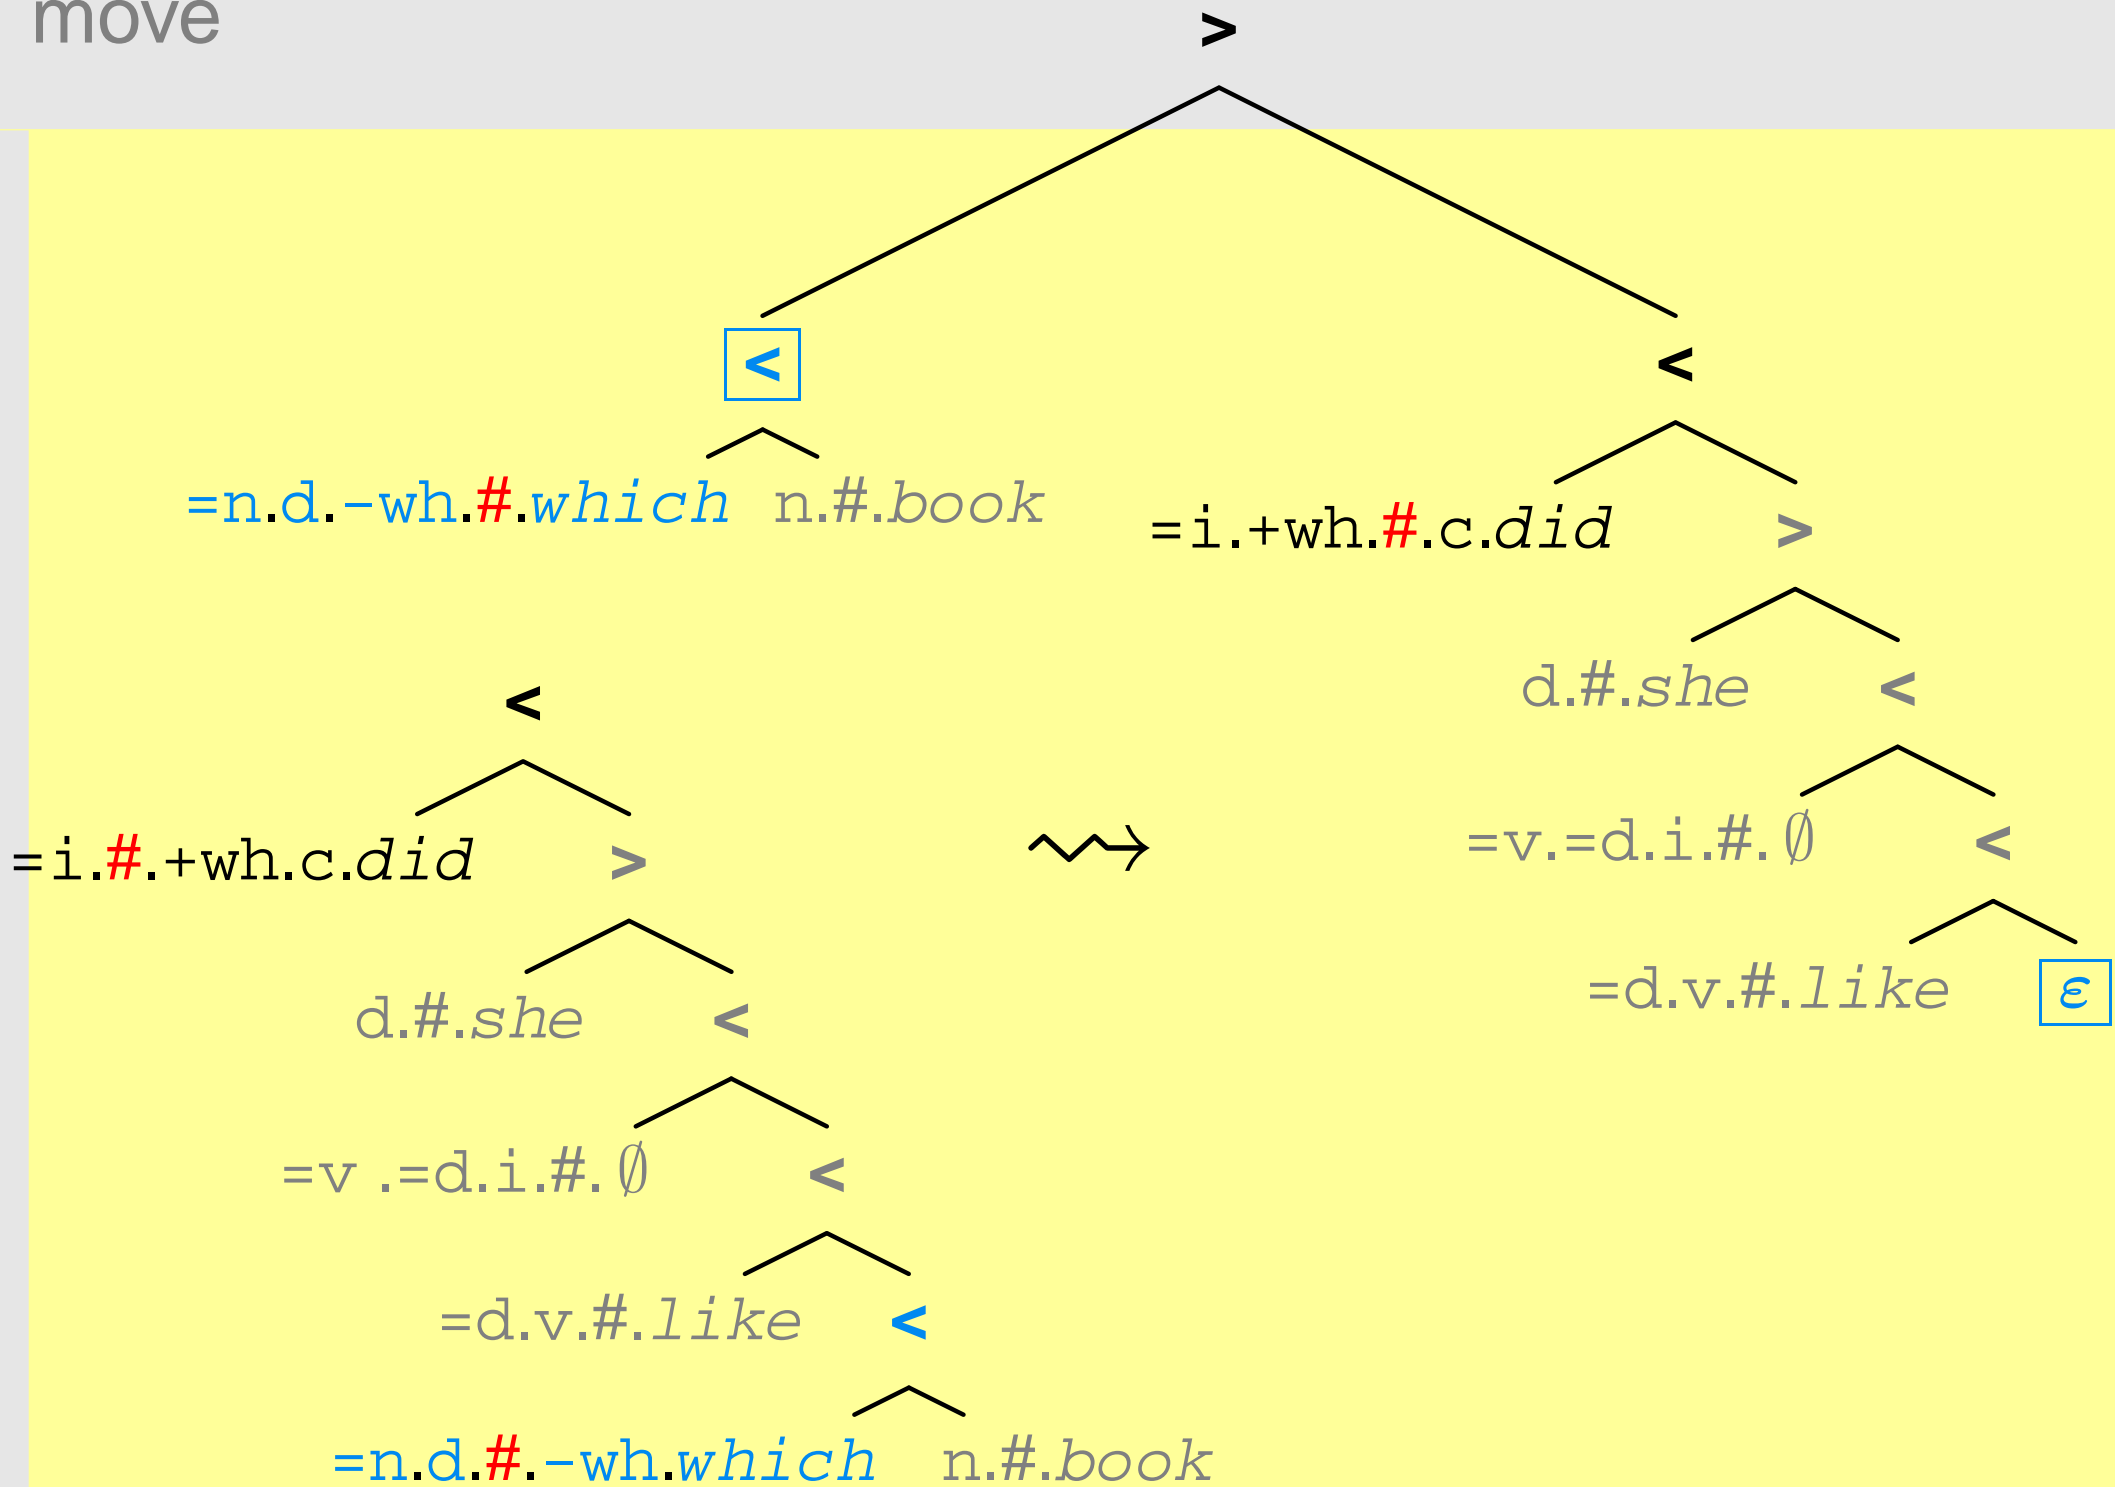 move
>
< <
=n.d.-wh.#.which n.#.book
=i.+wh.#.c.did >
d.#.she <
<
=v.=d.i.#.∅ <
=i.#.+wh.c.did >
=d.v.#.like ε
d.#.she <
=v .=d.i.#.∅ <
=d.v.#.like <
=n.d.#.-wh.which n.#.book